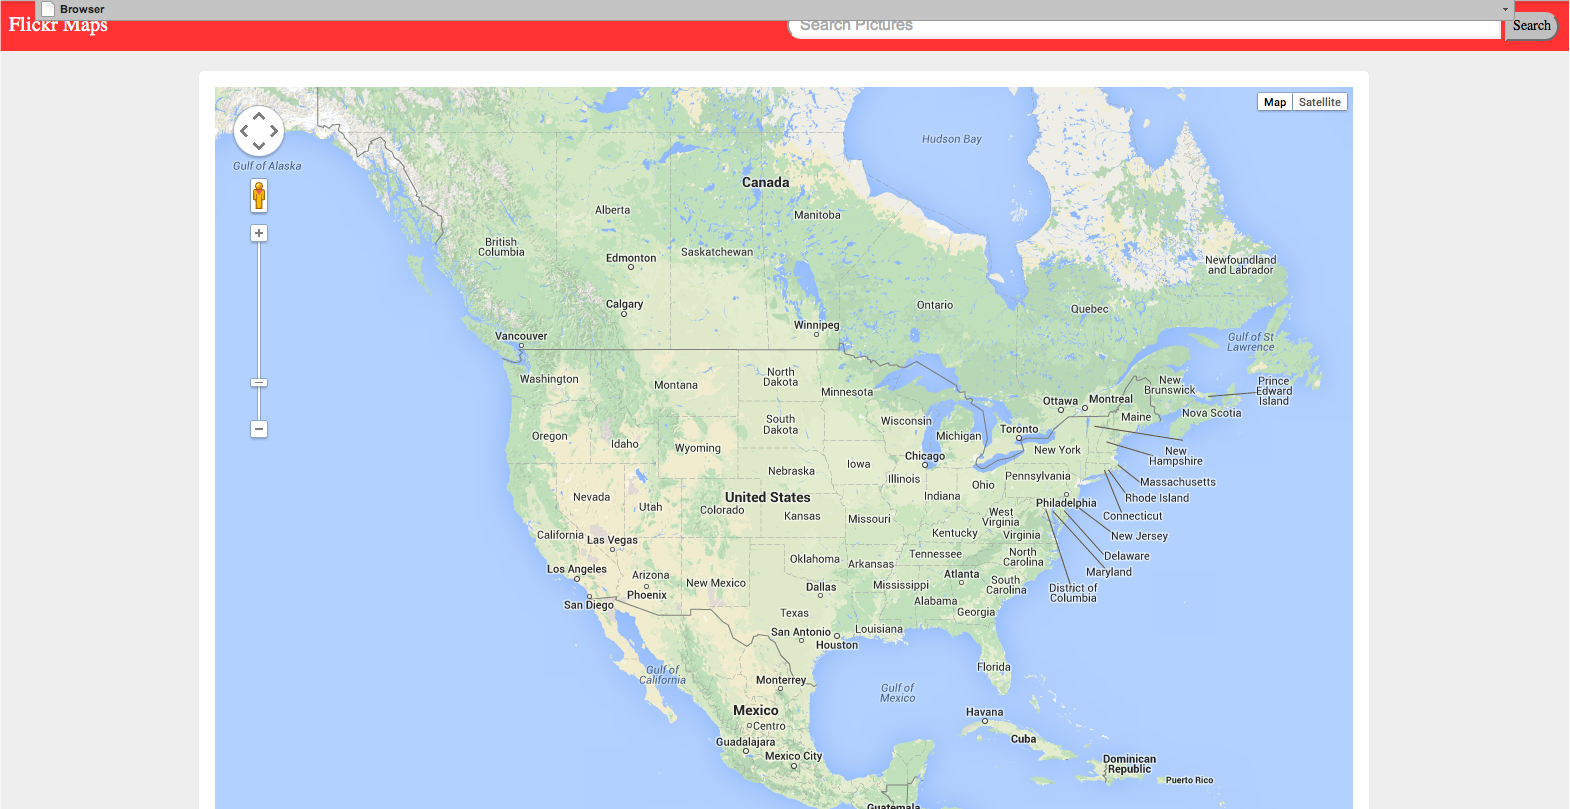 Browser
Flickr Maps
Search Pictures
Search
Map
Satellite
Hudson Bay
Gulf of Alaska
Canada
Alberta
Manitoba
British
Columbia
Edmonton
Saskatchewan
Newfoundland
and Labrador
Calgary
Ontario
Quebec
Winnipeg
Vancouver
Gulf of St
Lawrence
Washington
Montana
North
Dakota
Minnesota
New
Brunswick
Prince
Edward
Island
Ottawa
Montreal
Nova Scotia
Maine
South
Dakota
Wisconsin
Michigan
Toronto
Oregon
Idaho
Wyoming
New York
New
Hampshire
Chicago
Iowa
Nebraska
Illinois
Ohio
Pennsylvania
Massachusetts
Rhode Island
Nevada
Utah
United States
Colorado
Kansas
Indiana
Philadelphia
Connecticut
Missouri
West
Virginia
Kentucky
Virginia
New Jersey
California
Las Vegas
Oklahoma
Arkansas
Tennessee
North
Carolina
Delaware
Maryland
Los Angeles
Arizona
Phoenix
New Mexico
Dallas
Mississippi
Atlanta
South
Carolina
District of
Columbia
San Diego
Texas
Alabama
Georgia
San Antonio
Houston
Louisiana
Florida
Gulf of
California
Monterrey
Gulf of
Mexico
Mexico
Centro
Havana
Guadalajara
Mexico City
Cuba
Dominican
Republic
Puerto Rico
Guatemala